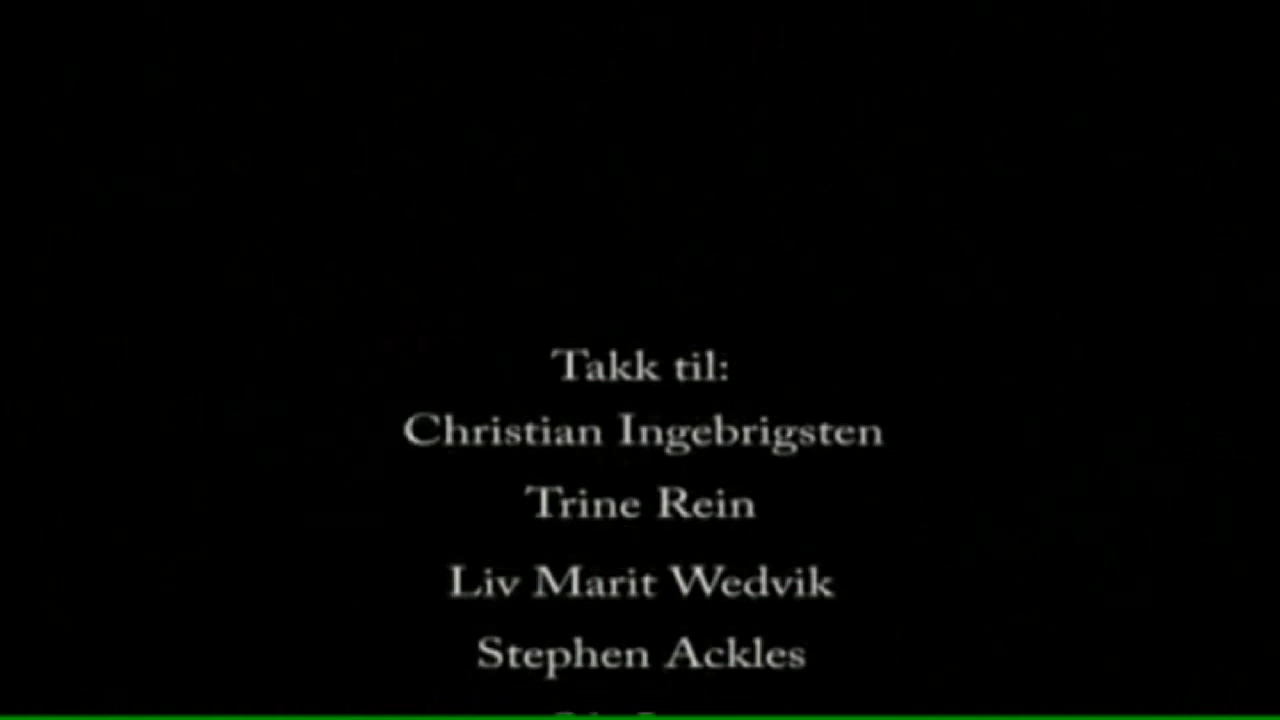 Takk til:
Christian Ingebrigsten
Trine Rein
Liv Marit Wedvik
Stephen Ackles